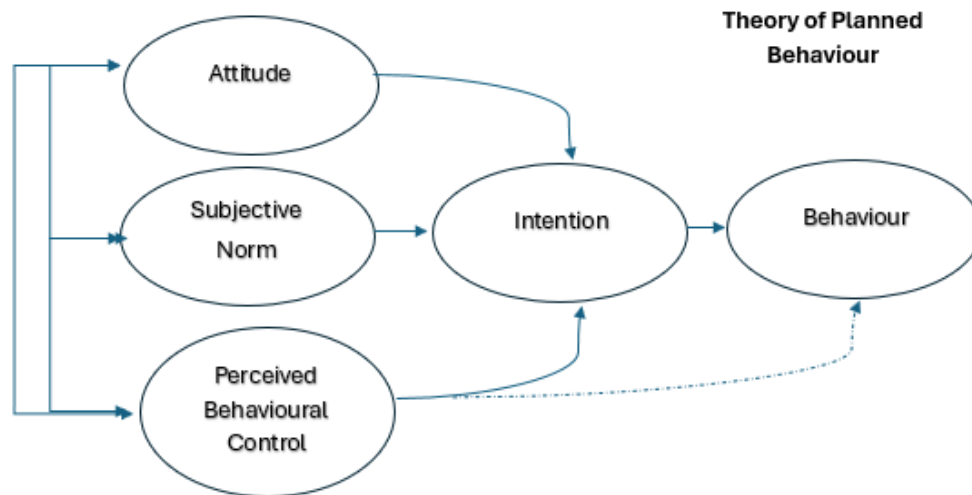 Theory of Planned
Behaviour
Attitude
Subjective
Norm
Intention
Behaviour
Perceived
Behavioural
Control